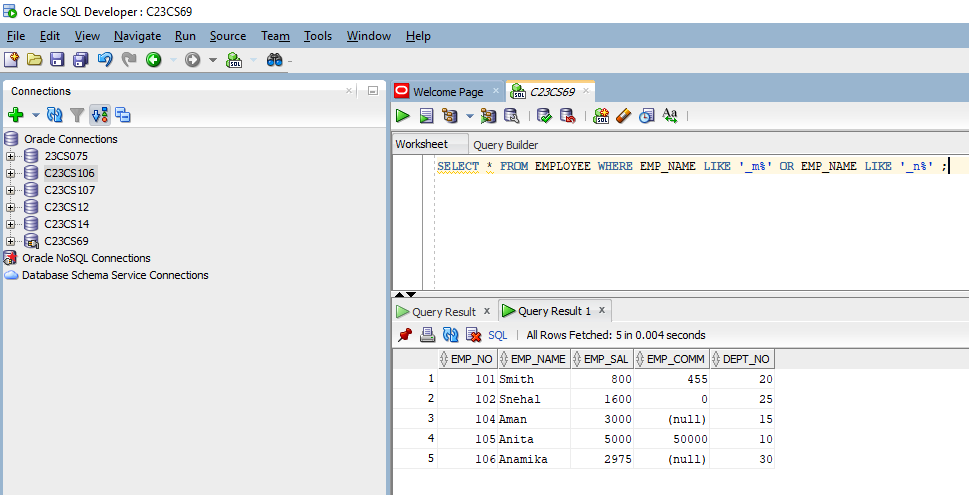 Oracle SQL Developer : C23CS69
File Edit View Navigate Run Source Team Tools Window Help
SQL
Connections
Oracle Connections
23CS075
C23CS106
C23CS107
C23CS12
C23CS14
C23CS69
Oracle NoSQL Connections
Database Schema Service Connections
Welcome Page C23CS69
Worksheet Query Builder
SELECT * FROM EMPLOYEE WHERE EMP_NAME LIKE '_m%' OR EMP_NAME LIKE '_n%' ;
Query Result x Query Result 1 x
SQL | All Rows Fetched: 5 in 0.004 seconds
EMP_NO EMP_NAME EMP_SAL EMP_COMM DEPT_NO
1 101 Smith 800 455 20
2 102 Snehal 1600 0 25
3 104 Aman 3000 (null) 15
4 105 Anita 5000 50000 10
5 106 Anamika 2975 (null) 30